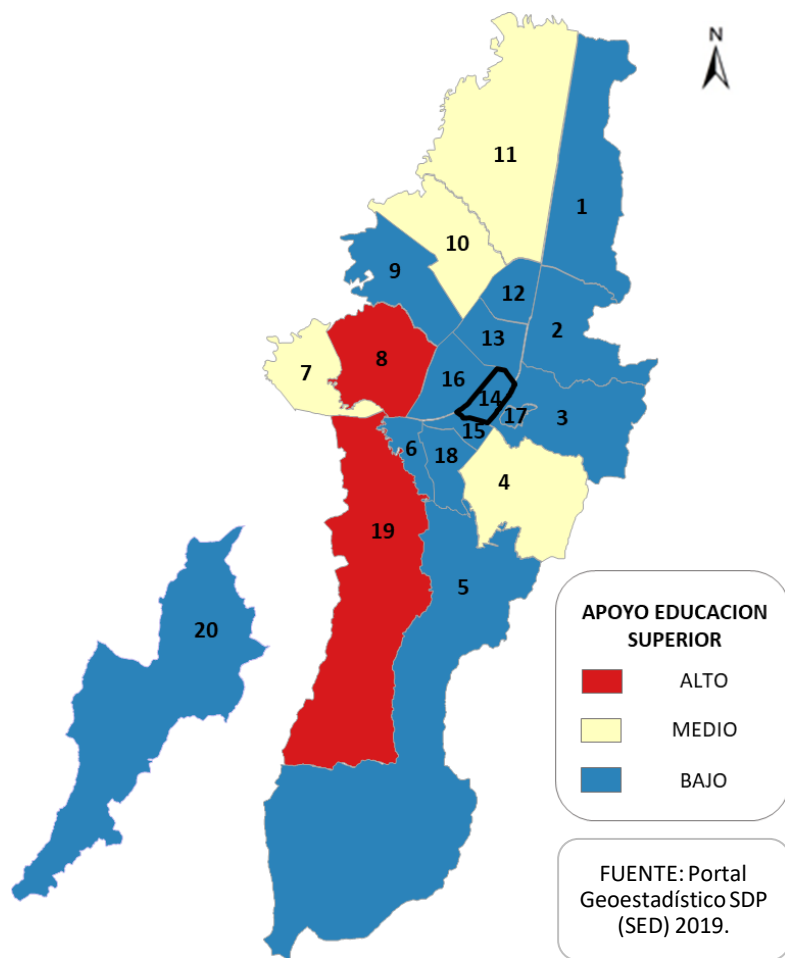 N
11
1
10
9
12
2
13
8
7
16
14
17
3
15
6
18
4
19
5
20
APOYO EDUCACION
SUPERIOR
ALTO
MEDIO
BAJO
FUENTE: Portal
Geoestadístico SDP
(SED) 2019.